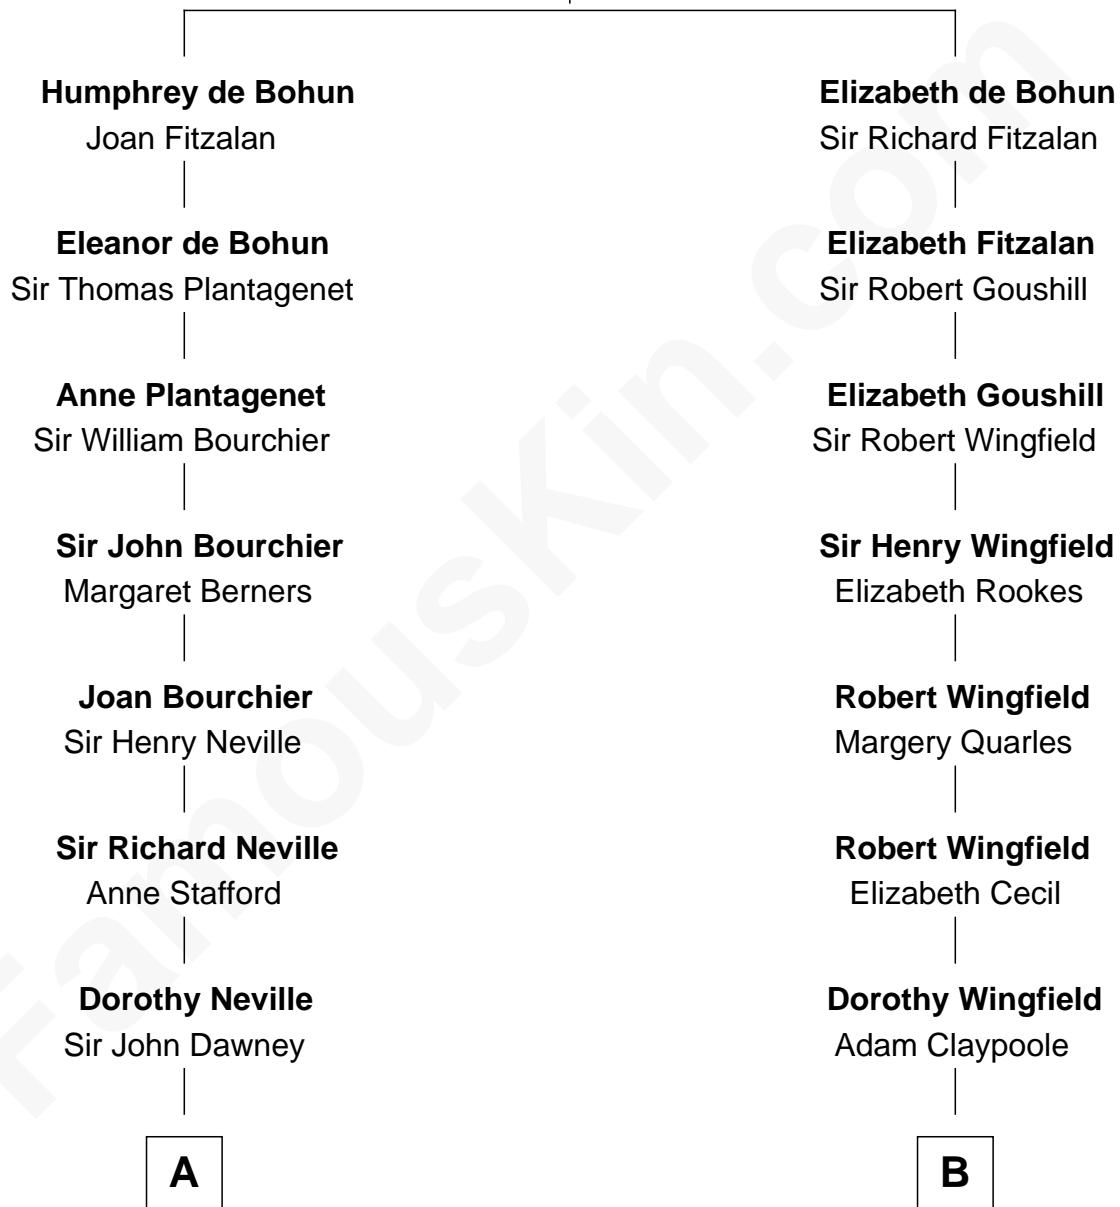 Humphrey de Bohun
Joan Fitzalan
Eleanor de Bohun
Sir Thomas Plantagenet
Anne Plantagenet
Sir William Bourchier
Sir John Bourchier
Margaret Berners
Joan Bourchier
Sir Henry Neville
Sir Richard Neville
Anne Stafford
Dorothy Neville
Sir John Dawney
A
Elizabeth de Bohun
Sir Richard Fitzalan
Elizabeth Fitzalan
Sir Robert Goushill
Elizabeth Goushill
Sir Robert Wingfield
Sir Henry Wingfield
Elizabeth Rookes
Robert Wingfield
Margery Quarles
Robert Wingfield
Elizabeth Cecil
Dorothy Wingfield
Adam Claypoole
B
FamousKin.com